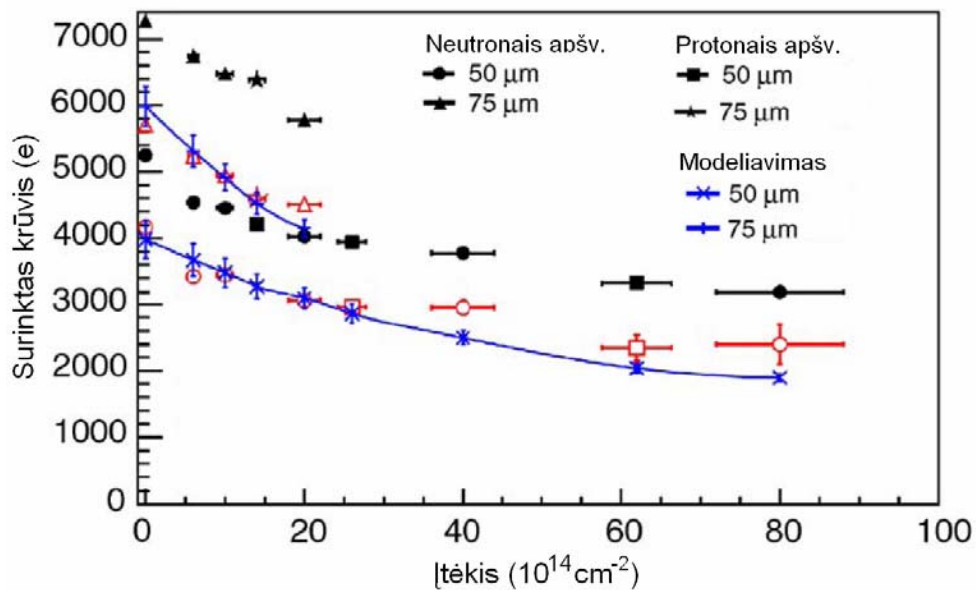 Surinktas krūvis (e)
7000
6000
5000
4000
3000
2000
1000
0
Neutronais apšv.
50 µm
75 µm
Protonais apšv.
50 µm
75 µm
Modeliavimas
50 µm
75 µm
0 20 40 60 80 100
Įtėkis (10¹⁴cm⁻²)